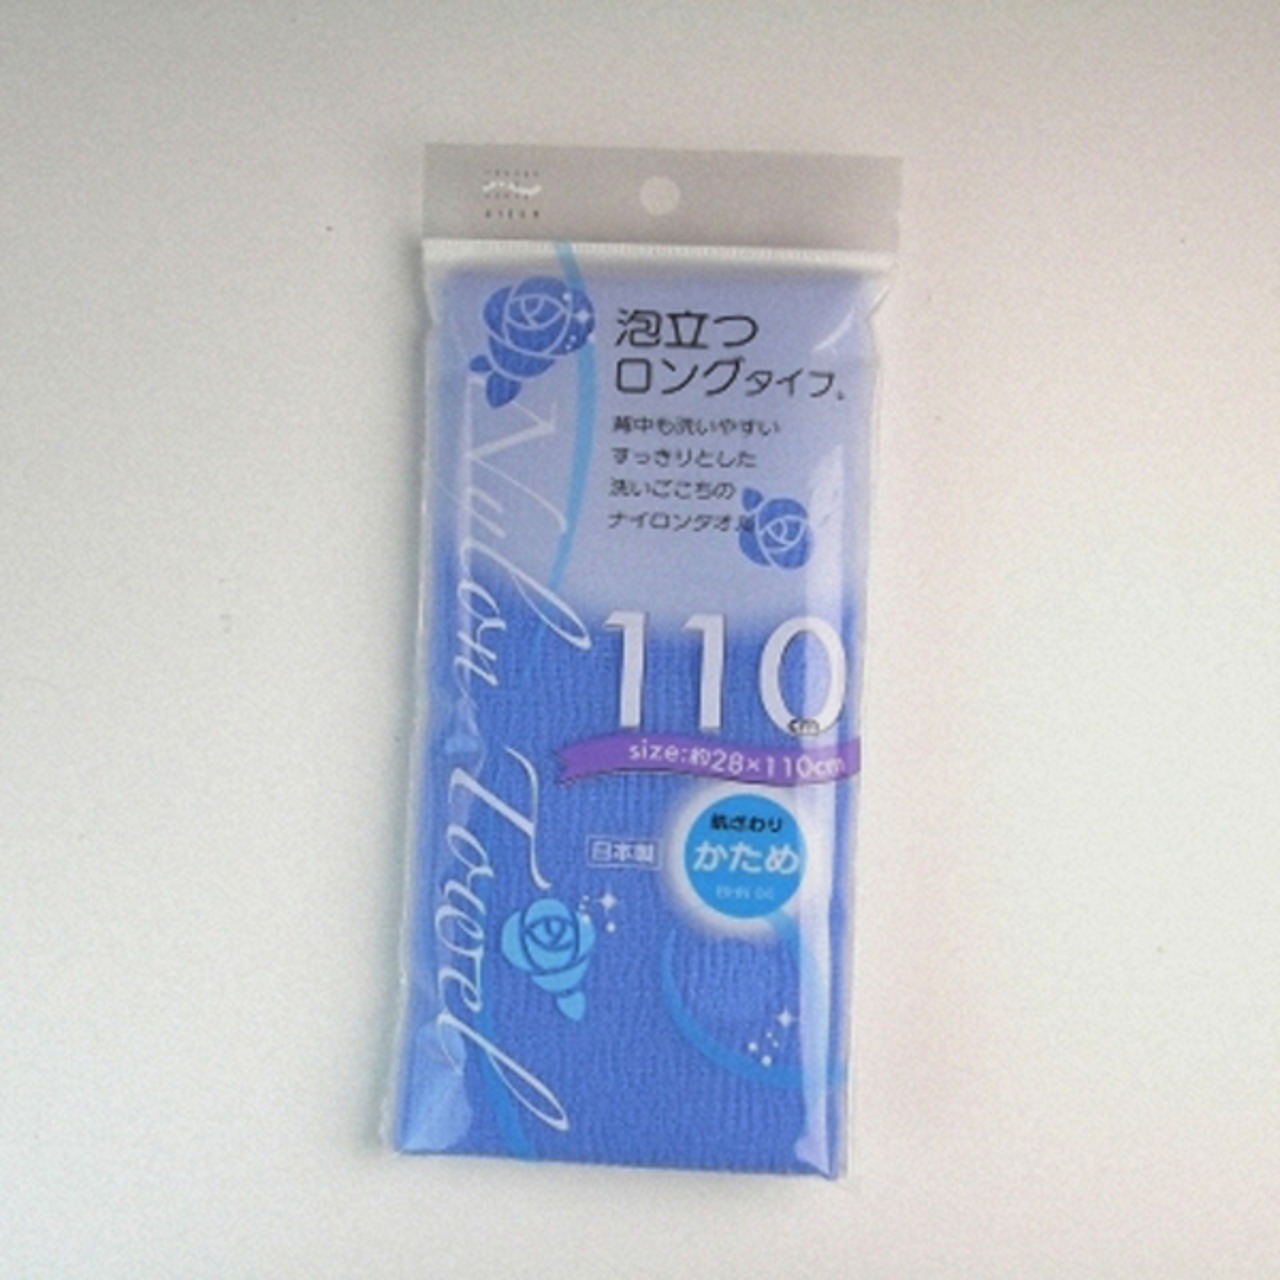 泡立つ
ロングタイプ。
背中も洗いやすい
すっきりとした
洗いごこちの
ナイロンタオル
110
cm
size:約28×110cm
日本製
肌ざわり
かため
Nylon Towel